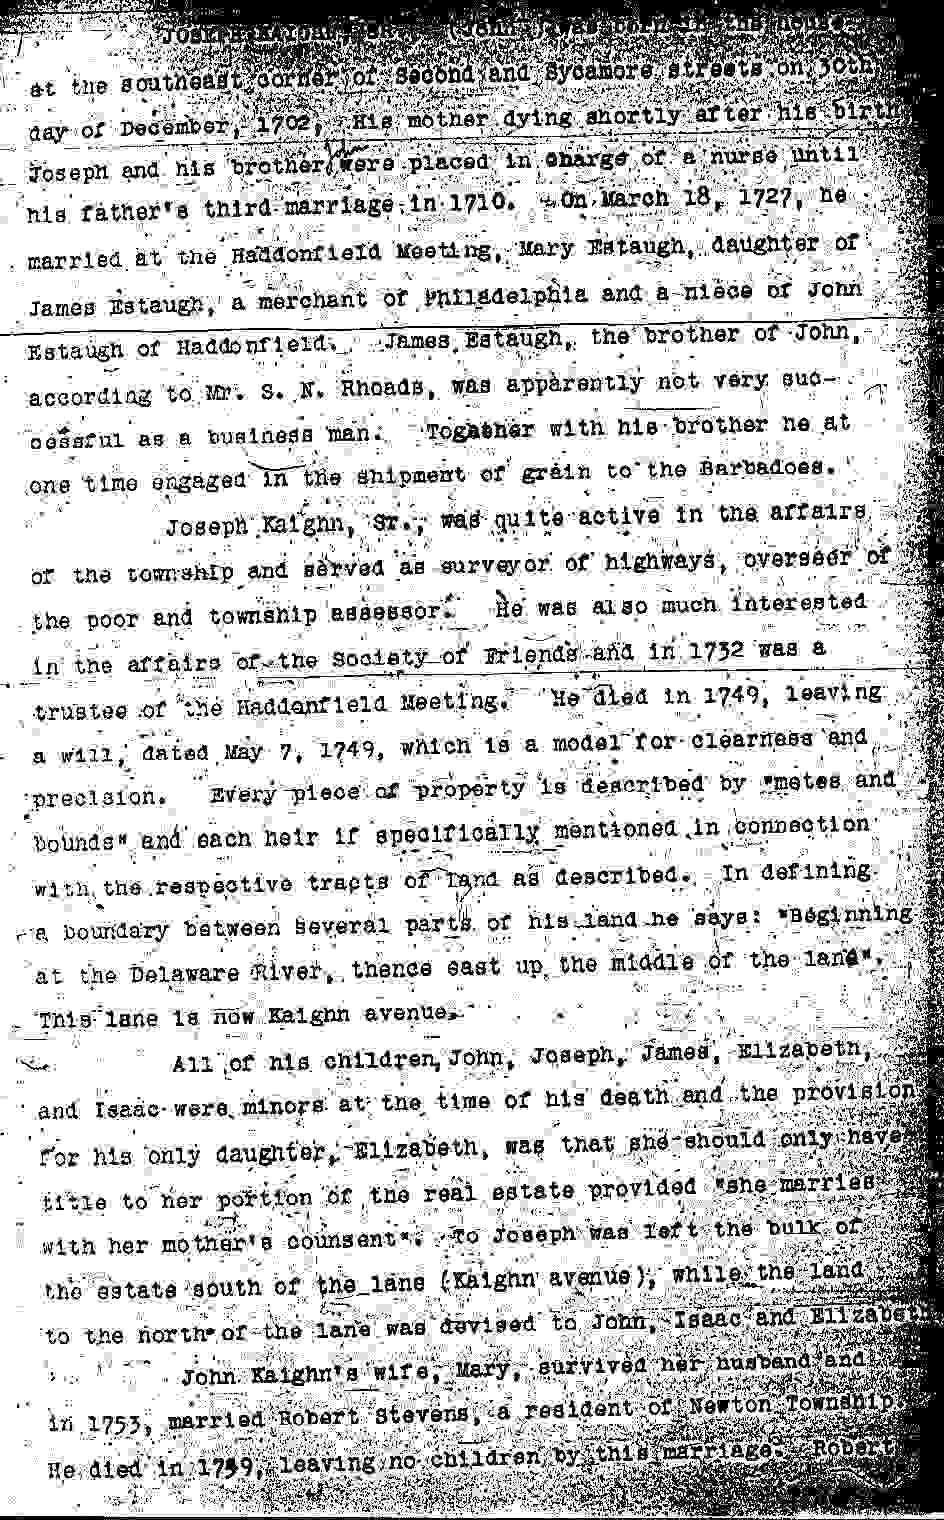 JOSEPH KAIGHN, SR., (John ) was born in the house
at the southeast corner of Second and Sycamore streets on 30th
day of December, 1702, His mother dying shortly after his birth
Joseph and his brother John were placed in charge of a nurse until
his father's third marriage in 1710. On March 18, 1727, he
married at the Haddonfield Meeting, Mary Estaugh, daughter of
James Estaugh, a merchant of Philadelphia and a niece of John
Estaugh of Haddonfield. James Estaugh, the brother of John,
according to Mr. S. N. Rhoads, was apparently not very suc-
cessful as a business man. Togather with his brother he at
one time engaged in the shipment of grain to the Barbadoes.
Joseph Kaighn, Sr., was quite active in the affairs
of the township and served as surveyor of highways, overseer of
the poor and township assessor. He was also much interested
in the affairs of the Society of Friends and in 1732 was a
trustee of the Haddonfield Meeting. He died in 1749, leaving
a will, dated May 7, 1749, which is a model for clearness and
precision. Every piece of property is described by "metes and
bounds" and each heir if specifically mentioned in connection
with the respective tracts of land as described. In defining
a boundary between several parts of his land he says: "Beginning
at the Delaware River, thence east up the middle of the lane".
This lane is now Kaighn avenue.
All of his children, John, Joseph, James, Elizabeth,
and Isaac were minors at the time of his death and the provision
for his only daughter, Elizabeth, was that she should only have
title to her portion of the real estate provided "she marries
with her mother's counsent". To Joseph was left the bulk of
the estate south of the lane (Kaighn avenue), while the land
to the north of the lane was devised to John, Isaac and Elizabeth
John Kaighn's wife, Mary, survived her husband and
in 1753, married Robert Stevens, a resident of Newton Township.
He died in 1759, leaving no children by this marriage. Robert